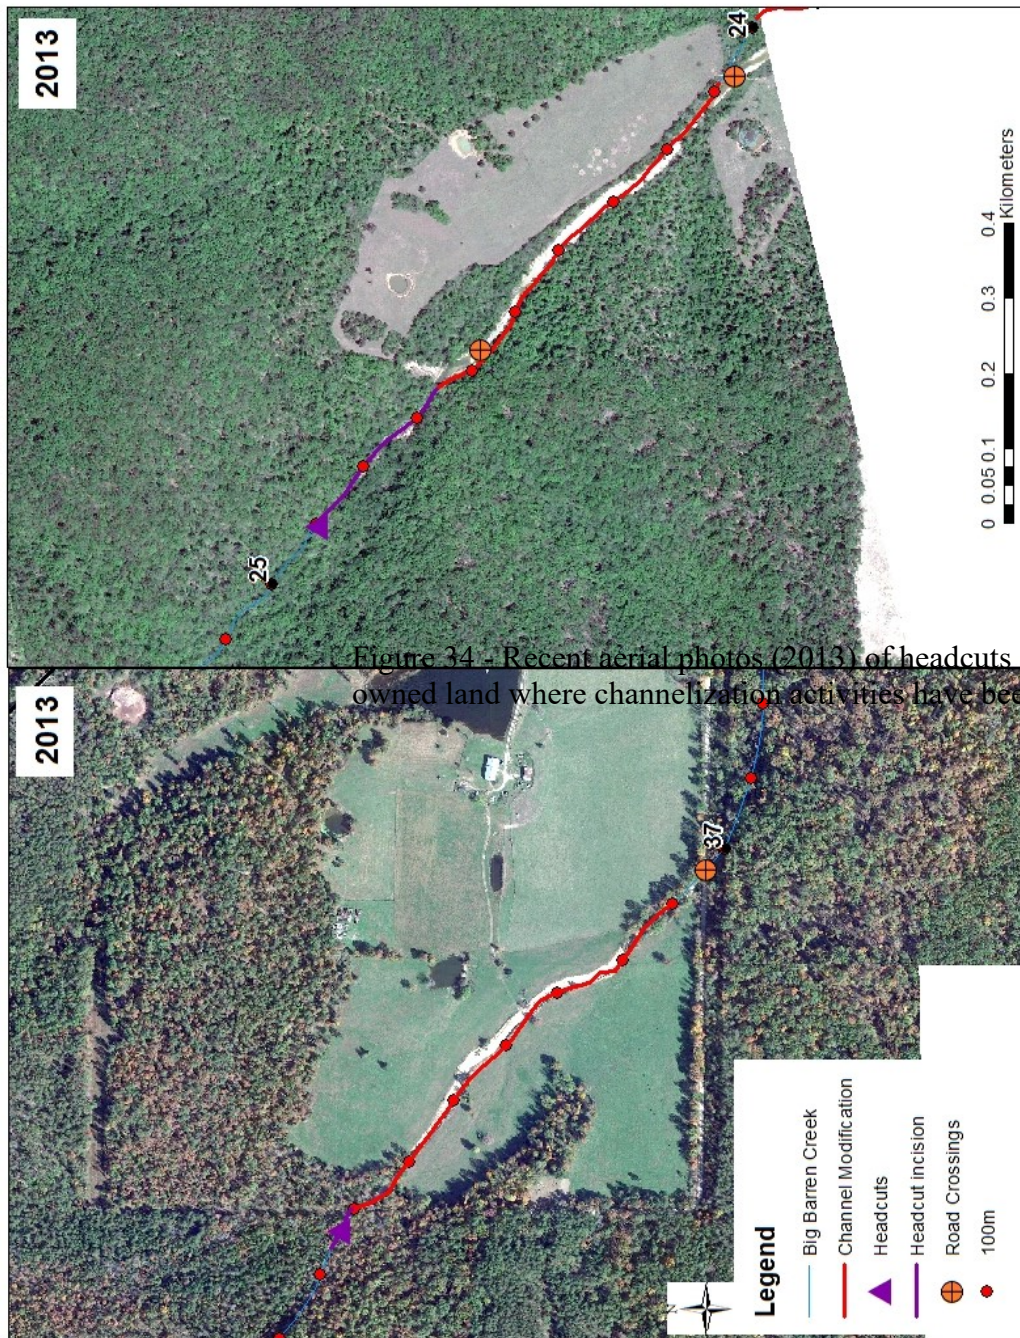 2013
24
25
0 0.05 0.1 0.2 0.3 0.4
Kilometers
Figure 34 - Recent aerial photos (2013) of headcuts
owned land where channelization activities have bee
2013
37
N
Legend
Big Barren Creek
Channel Modification
Headcuts
Headcut incision
Road Crossings
100m